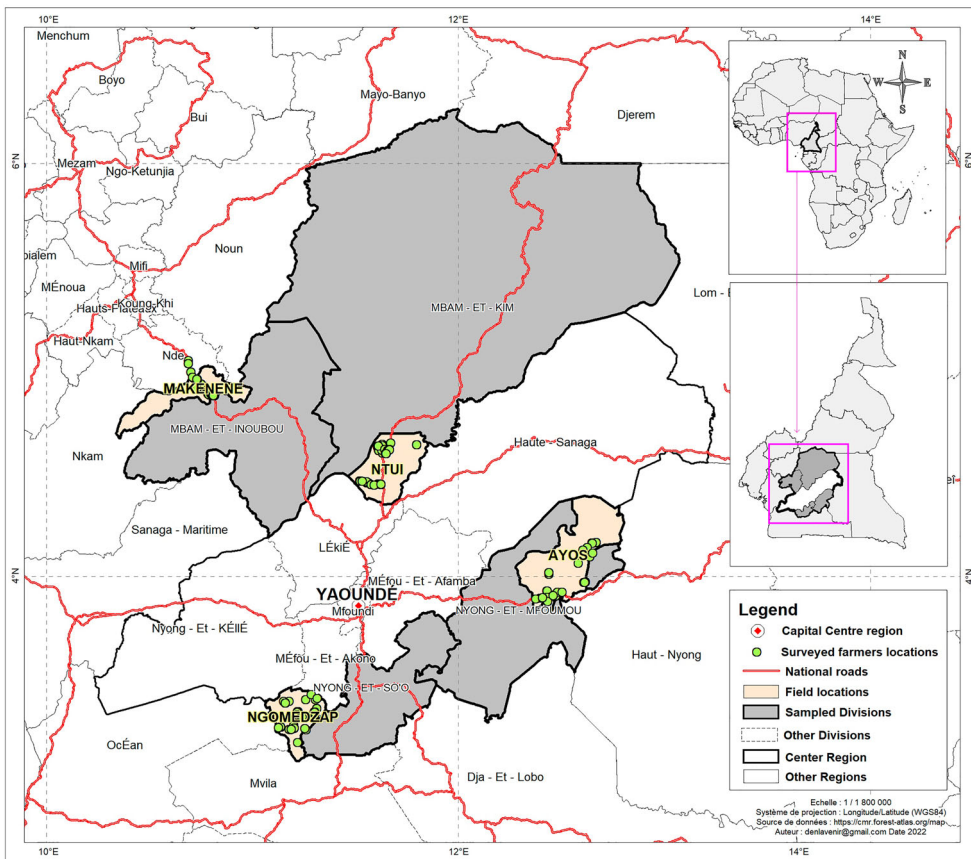 10°E
12°E
14°E
Menchum
Boyo
Bui
Mayo-Banyo
Djerem
6°N
6°N
Mezam
Ngo-Ketunjia
Noun
Mifi
MÉnoua
Koung-Khi
Hauts-Plateaux
Haut-Nkam
Nde
MBAM - ET - KIM
MAKÉNÉNÉ
MBAM - ET - INOUBOU
Nkam
NTUI
Haute - Sanaga
Sanaga - Maritime
LÉkiÉ
AYOS
4°N
4°N
MÉfou - Et - Afamba
YAOUNDÉ
Mfoundi
NYONG - ET - MFOUMOU
Nyong - Et - KÉllÉ
MÉfou - Et - Akono
Haut - Nyong
NYONG - ET - SO'O
NGOMEDZAP
OcÉan
Mvila
Dja - Et - Lobo
N
W
E
S
Legend
Capital Centre region
Surveyed farmers locations
National roads
Field locations
Sampled Divisions
Other Divisions
Center Region
Other Regions
Echelle : 1 / 1 800 000
Système de projection : Longitude/Latitude (WGS84)
Source de données : https://cmr.forest-atlas.org/map
Auteur : denlavenir@gmail.com Date 2022
10°E
12°E
14°E